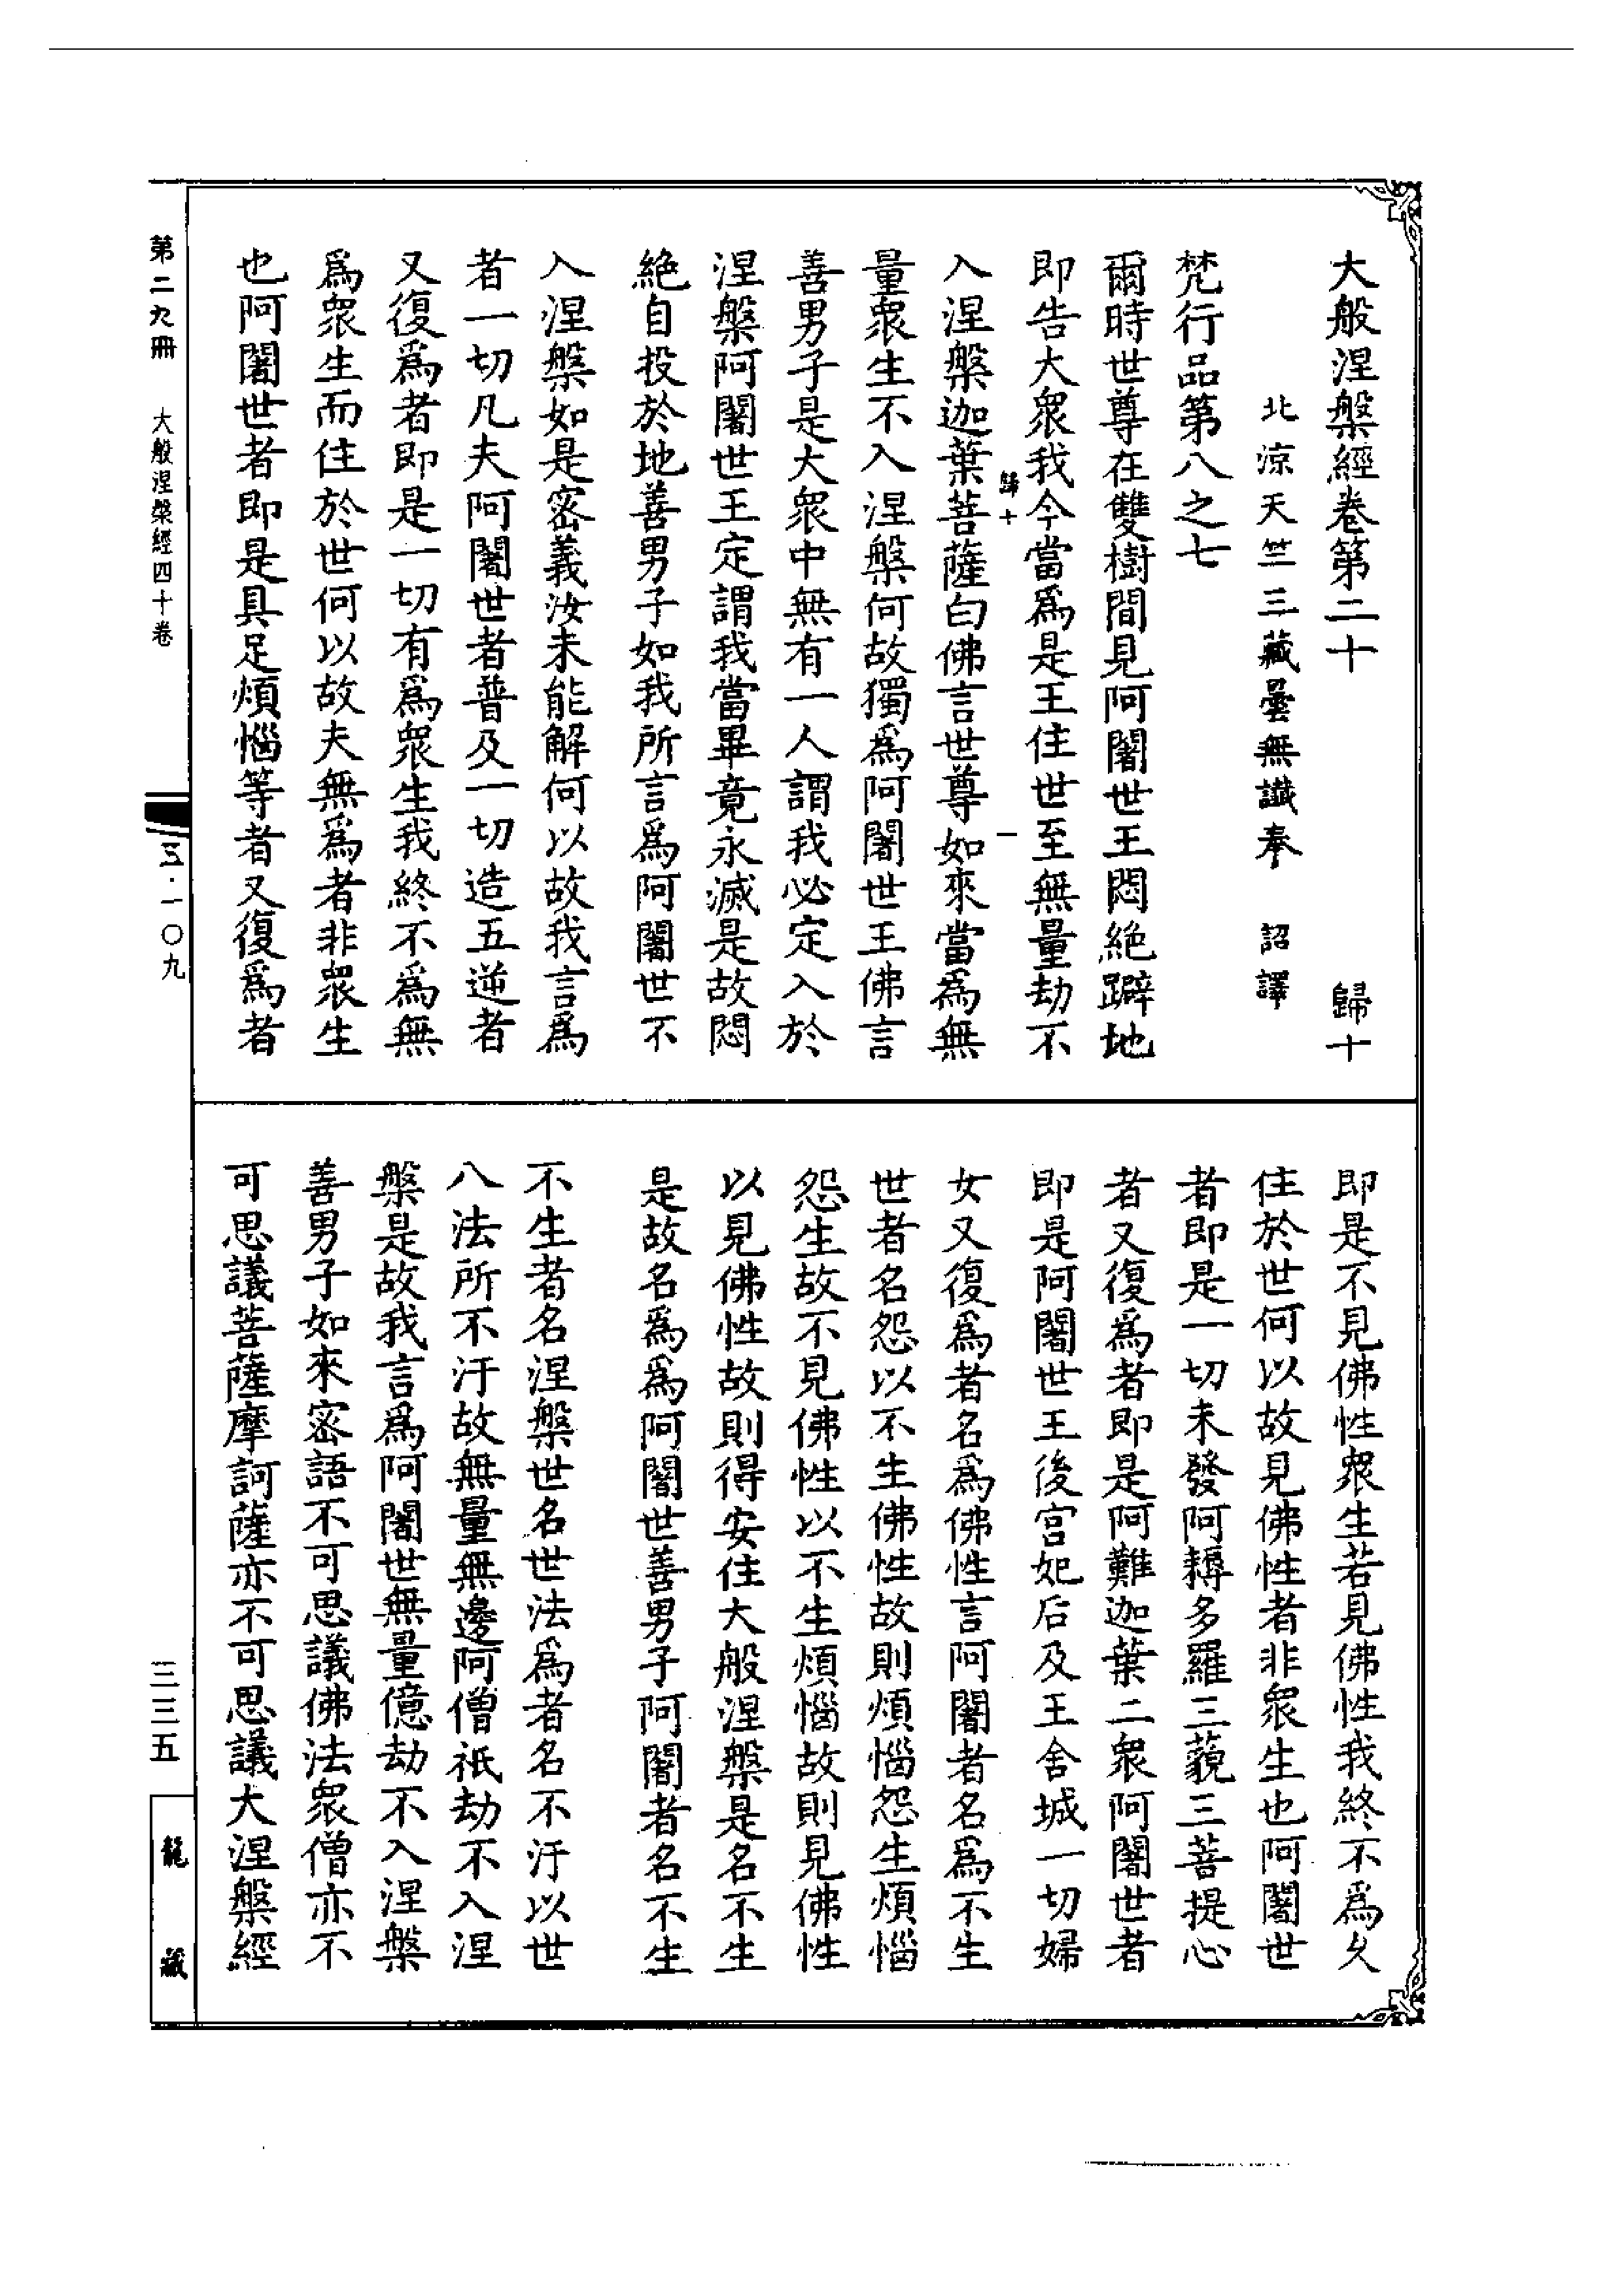 大般涅槃經卷第二十　歸十
北涼天竺三藏曇無讖奉　詔譯
梵行品第八之七
爾時世尊在雙樹間見阿闍世王悶絶躃地
即告大衆我今當爲是王住世至無量劫不
歸十　一
入涅槃迦葉菩薩白佛言世尊如來當爲無
量衆生不入涅槃何故獨爲阿闍世王佛言
善男子是大衆中無有一人謂我必定入於
涅槃阿闍世王定謂我當畢竟永滅是故悶
絶自投於地善男子如我所言爲阿闍世不
入涅槃如是密義汝未能解何以故我言爲
者一切凡夫阿闍世者普及一切造五逆者
又復爲者即是一切有爲衆生我終不爲無
爲衆生而住於世何以故夫無爲者非衆生
也阿闍世者即是具足煩惱等者又復爲者
即是不見佛性衆生若見佛性我終不爲久
住於世何以故見佛性者非衆生也阿闍世
者即是一切未發阿耨多羅三藐三菩提心
者又復爲者即是阿難迦葉二衆阿闍世者
即是阿闍世王後宮妃后及王舍城一切婦
女又復爲者名爲佛性言阿闍者名爲不生
世者名怨以不生佛性故則煩惱怨生煩惱
怨生故不見佛性以不生煩惱故則見佛性
以見佛性故則得安住大般涅槃是名不生
是故名爲爲阿闍世善男子阿闍者名不生
不生者名涅槃世名世法爲者名不汙以世
八法所不汙故無量無邊阿僧祇劫不入涅
槃是故我言爲阿闍世無量億劫不入涅槃
善男子如來密語不可思議佛法衆僧亦不
可思議菩薩摩訶薩亦不可思議大涅槃經
第二九冊　大般涅槃經四十卷
五·一〇九
三三五
龍藏